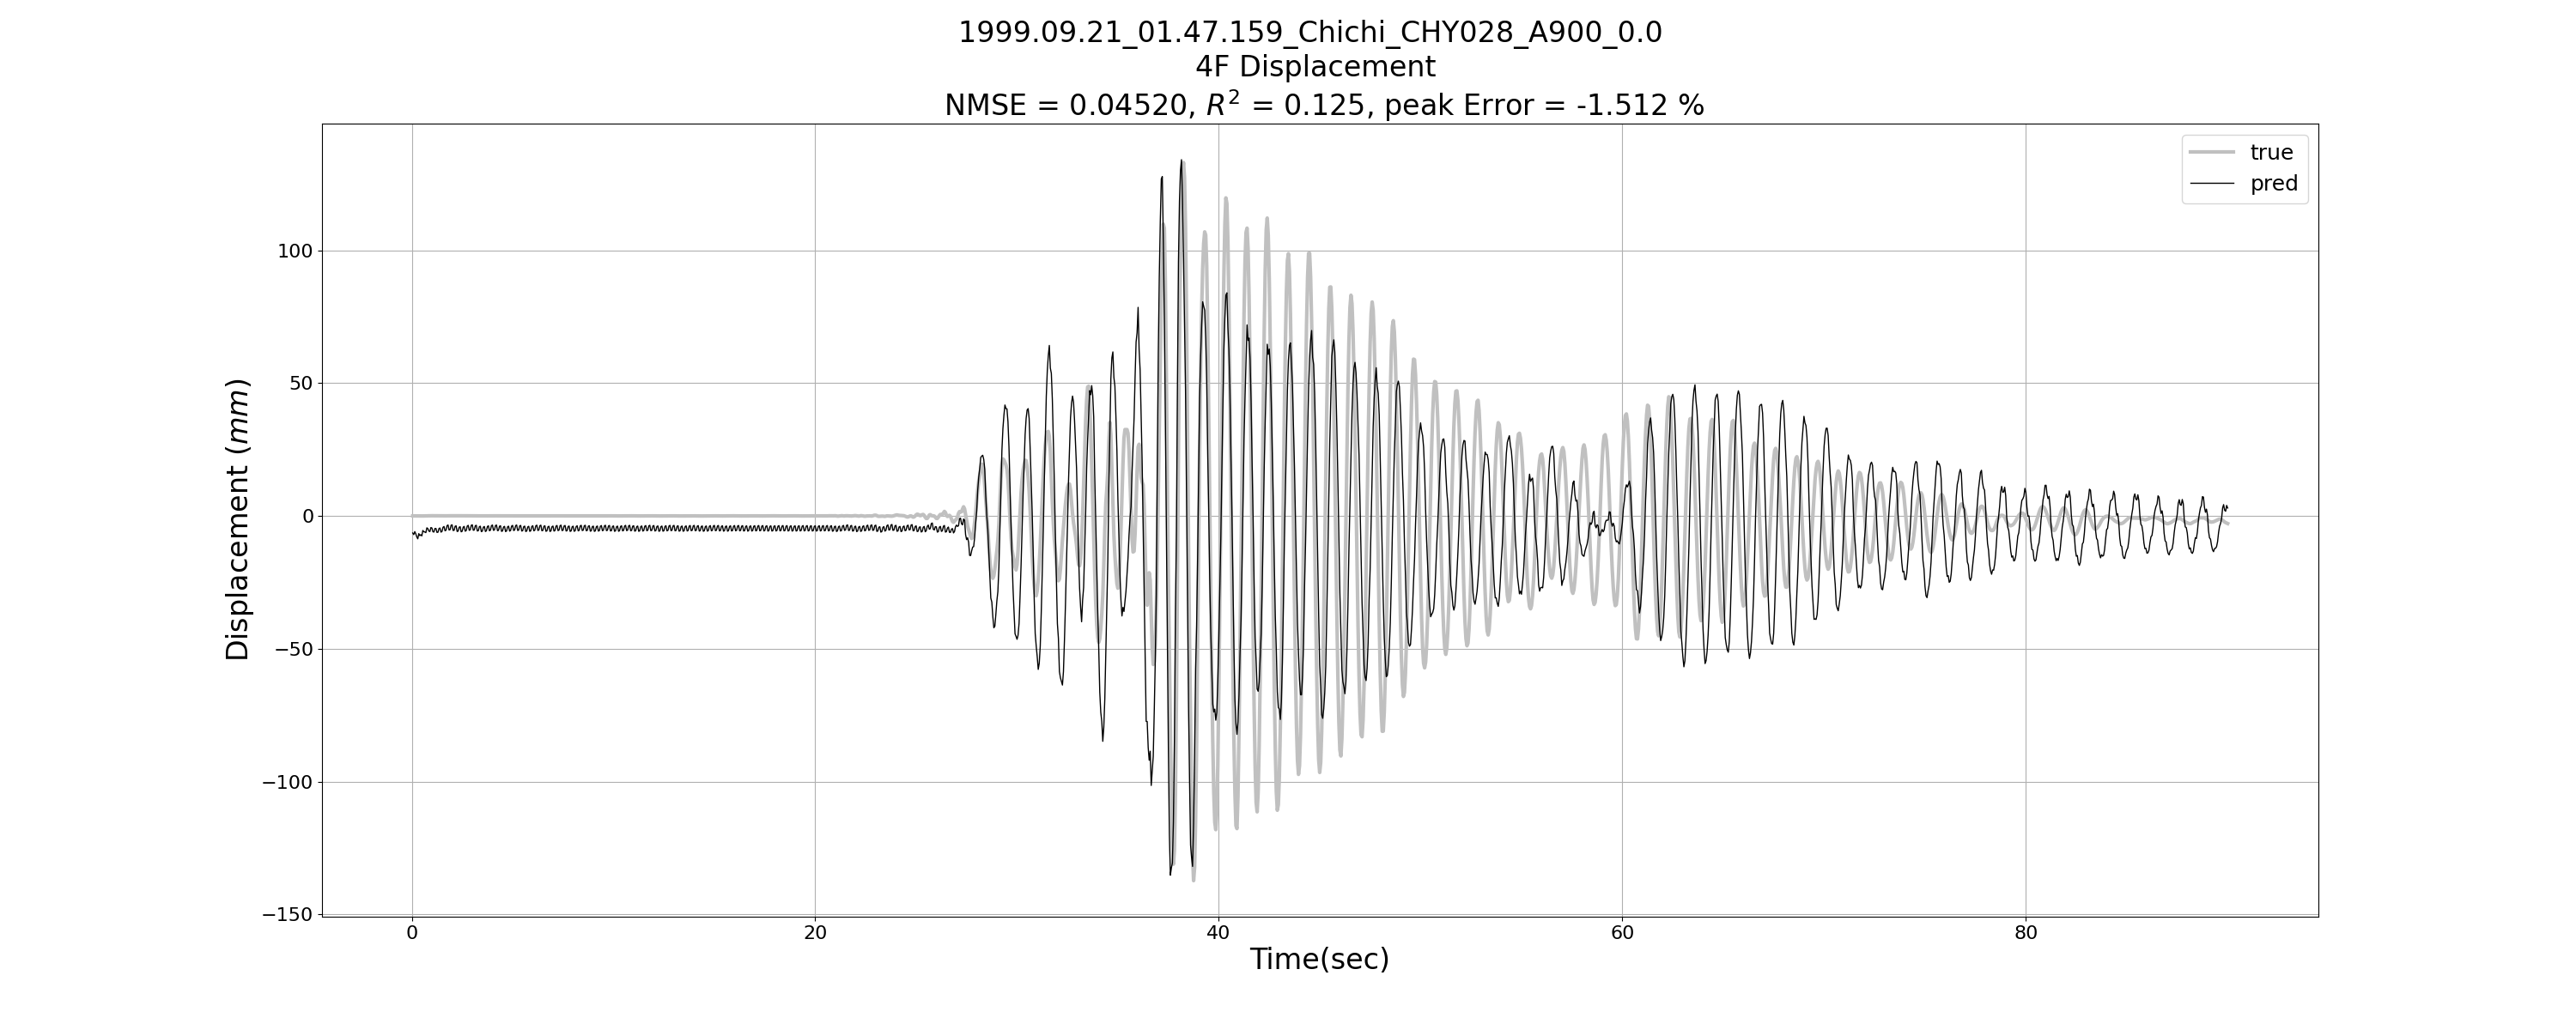 1999.09.21_01.47.159_Chichi_CHY028_A900_0.0
4F Displacement
NMSE = 0.04520, R² = 0.125, peak Error = -1.512 %
true
pred
Displacement (mm)
100
50
0
−50
−100
−150
0 20 40 60 80
Time(sec)